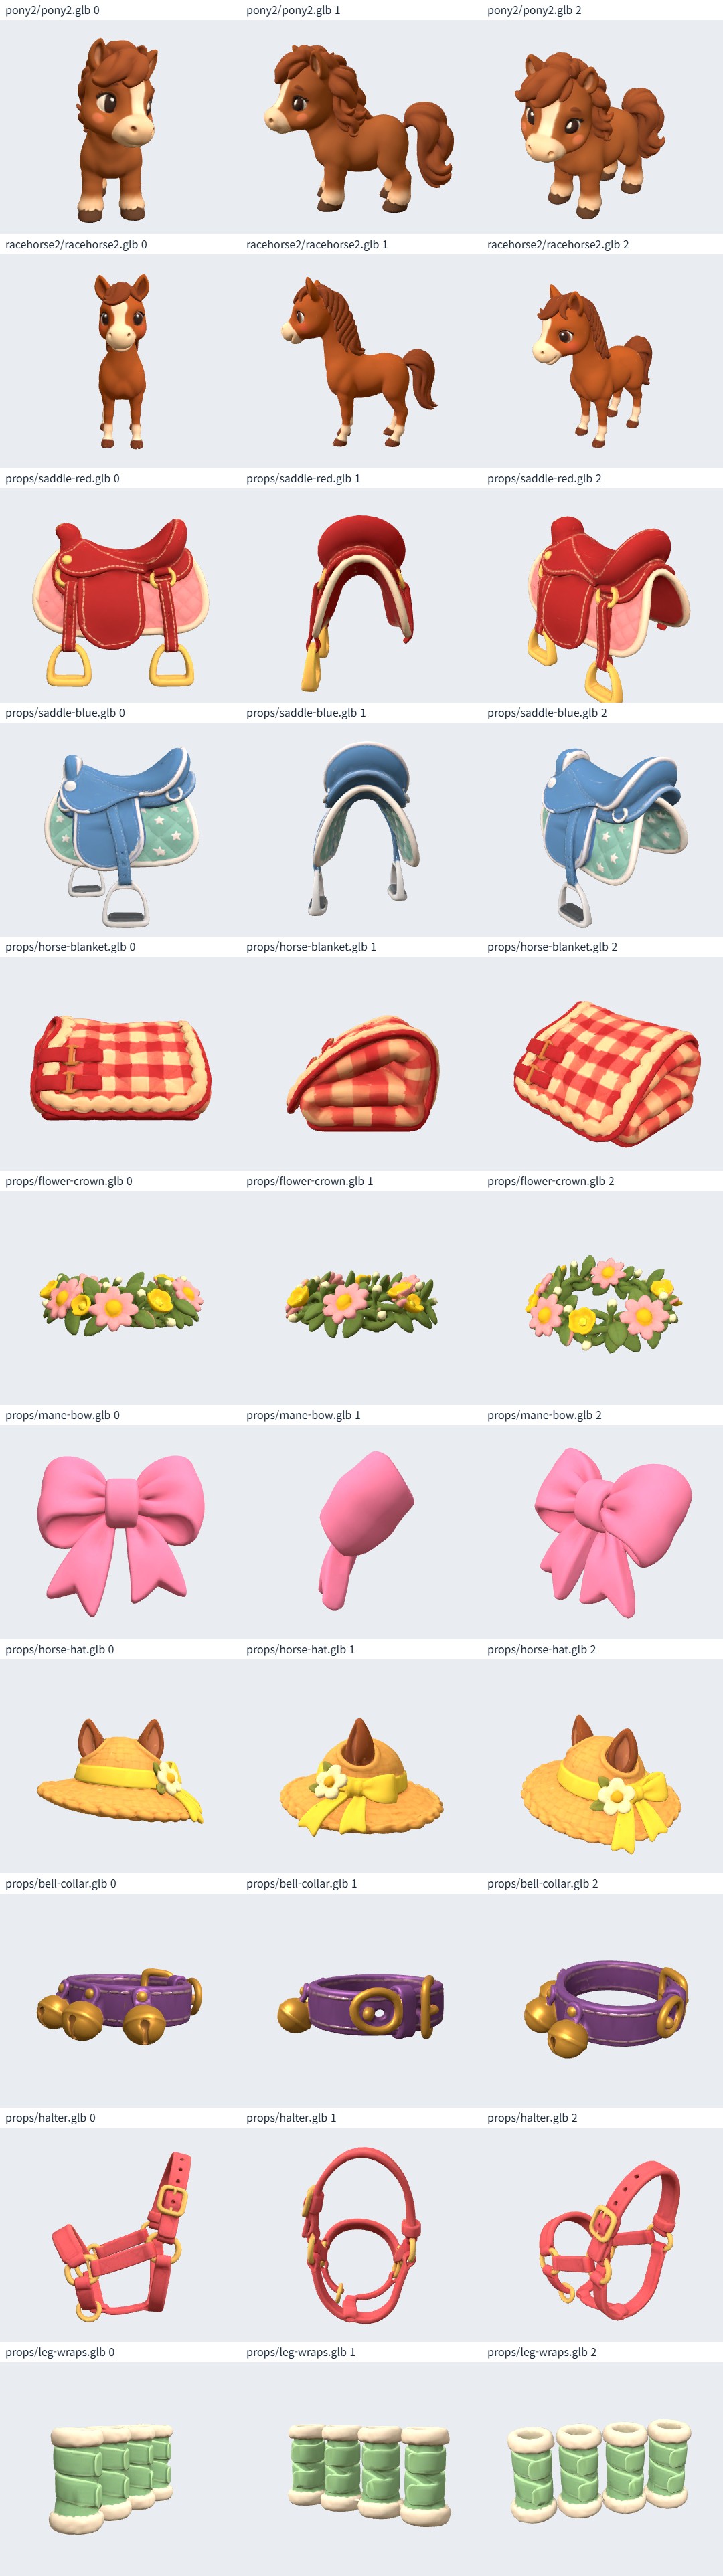 pony2/pony2.glb 0
pony2/pony2.glb 1
pony2/pony2.glb 2
racehorse2/racehorse2.glb 0
racehorse2/racehorse2.glb 1
racehorse2/racehorse2.glb 2
props/saddle-red.glb 0
props/saddle-red.glb 1
props/saddle-red.glb 2
props/saddle-blue.glb 0
props/saddle-blue.glb 1
props/saddle-blue.glb 2
props/horse-blanket.glb 0
props/horse-blanket.glb 1
props/horse-blanket.glb 2
props/flower-crown.glb 0
props/flower-crown.glb 1
props/flower-crown.glb 2
props/mane-bow.glb 0
props/mane-bow.glb 1
props/mane-bow.glb 2
props/horse-hat.glb 0
props/horse-hat.glb 1
props/horse-hat.glb 2
props/bell-collar.glb 0
props/bell-collar.glb 1
props/bell-collar.glb 2
props/halter.glb 0
props/halter.glb 1
props/halter.glb 2
props/leg-wraps.glb 0
props/leg-wraps.glb 1
props/leg-wraps.glb 2